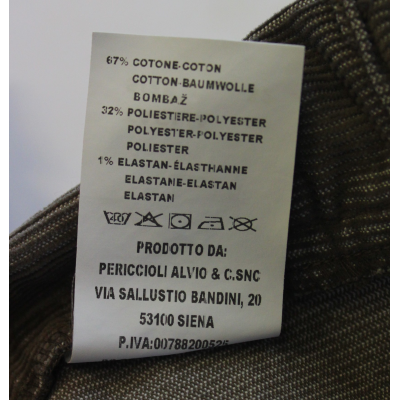 67% COTONE-COTON
COTTON-BAUMWOLLE
BOMBAŽ
32% POLIESTERE-POLYESTER
POLYESTER-POLYESTER
POLIESTER
1% ELASTAN-ÉLASTHANNE
ELASTANE-ELASTAN
ELASTAN
PRODOTTO DA:
PERICCIOLI ALVIO & C.SNC
VIA SALLUSTIO BANDINI, 20
53100 SIENA